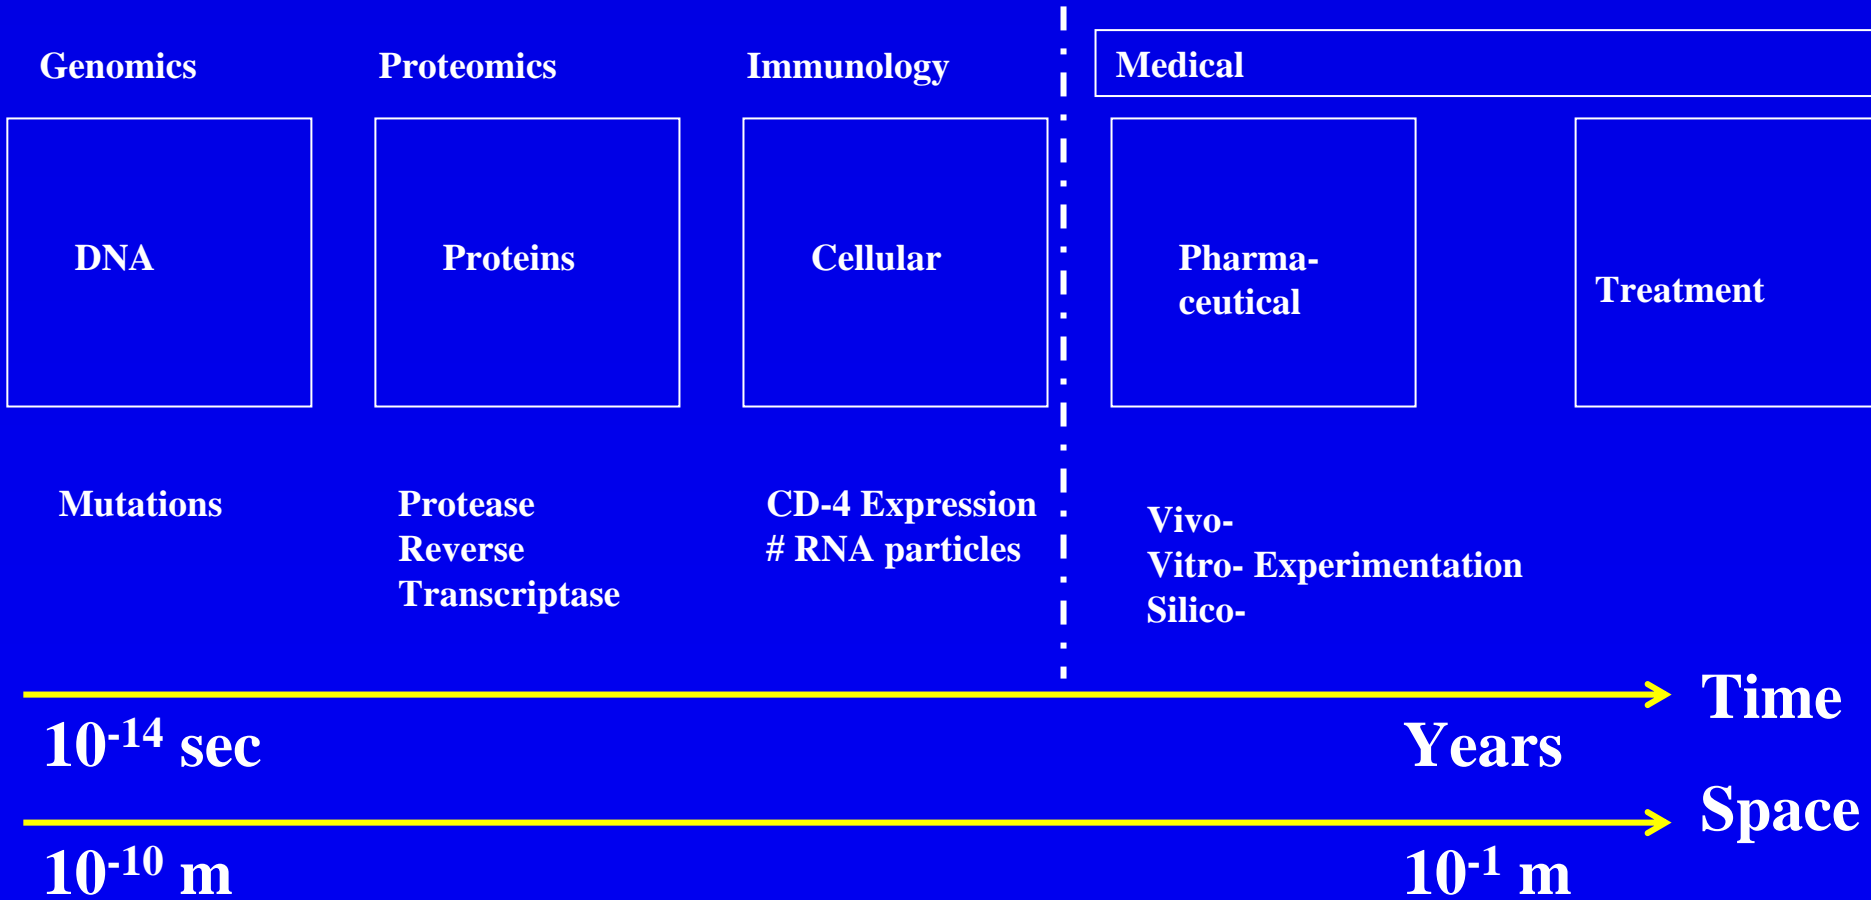 Genomics
Proteomics
Immunology
Medical
DNA
Proteins
Cellular
Pharma-
ceutical
Treatment
Mutations
Protease
Reverse
Transcriptase
CD-4 Expression
# RNA particles
Vivo-
Vitro- Experimentation
Silico-
Time
10^-14 sec
Years
Space
10^-10 m
10^-1 m